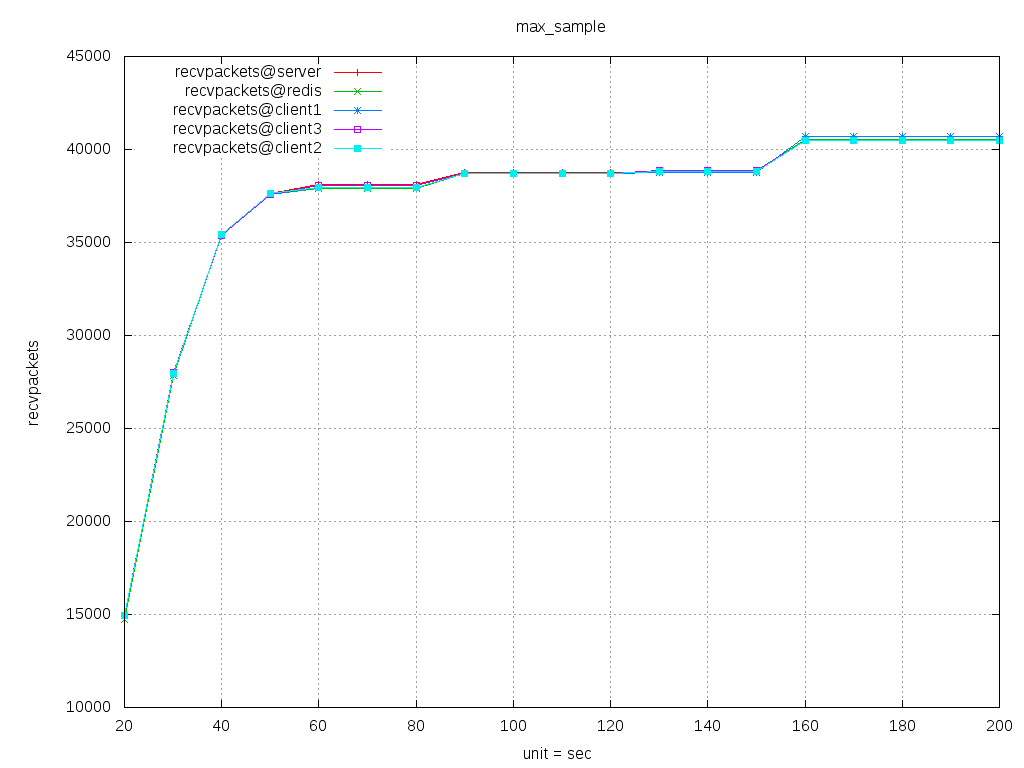 max_sample
45000
40000
35000
30000
25000
20000
15000
10000
recvpackets
recvpackets@server
recvpackets@redis
recvpackets@client1
recvpackets@client3
recvpackets@client2
20 40 60 80 100 120 140 160 180 200
unit = sec